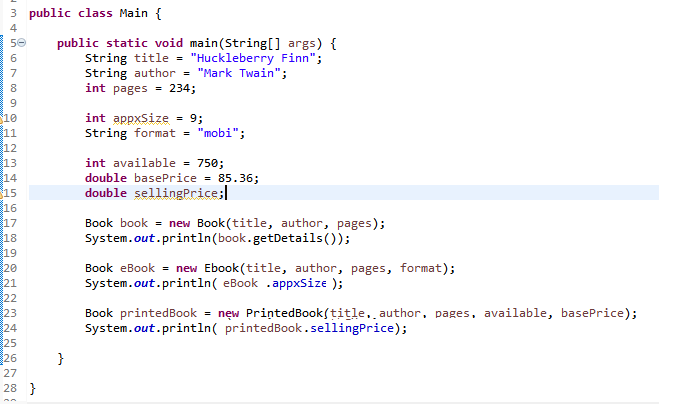 3 public class Main {
4
5 public static void main(String[] args) {
6 String title = "Huckleberry Finn";
7 String author = "Mark Twain";
8 int pages = 234;
9
10 int appxSize = 9;
11 String format = "mobi";
12
13 int available = 750;
14 double basePrice = 85.36;
15 double sellingPrice;
16
17 Book book = new Book(title, author, pages);
18 System.out.println(book.getDetails());
19
20 Book eBook = new Ebook(title, author, pages, format);
21 System.out.println( eBook .appxSize );
22
23 Book printedBook = new PrintedBook(title, author, pages, available, basePrice);
24 System.out.println( printedBook.sellingPrice);
25
26 }
27
28 }